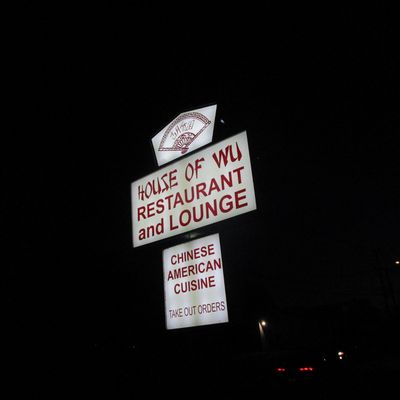 HOUSE OF WU
RESTAURANT
and LOUNGE
CHINESE
AMERICAN
CUISINE
TAKE OUT ORDERS